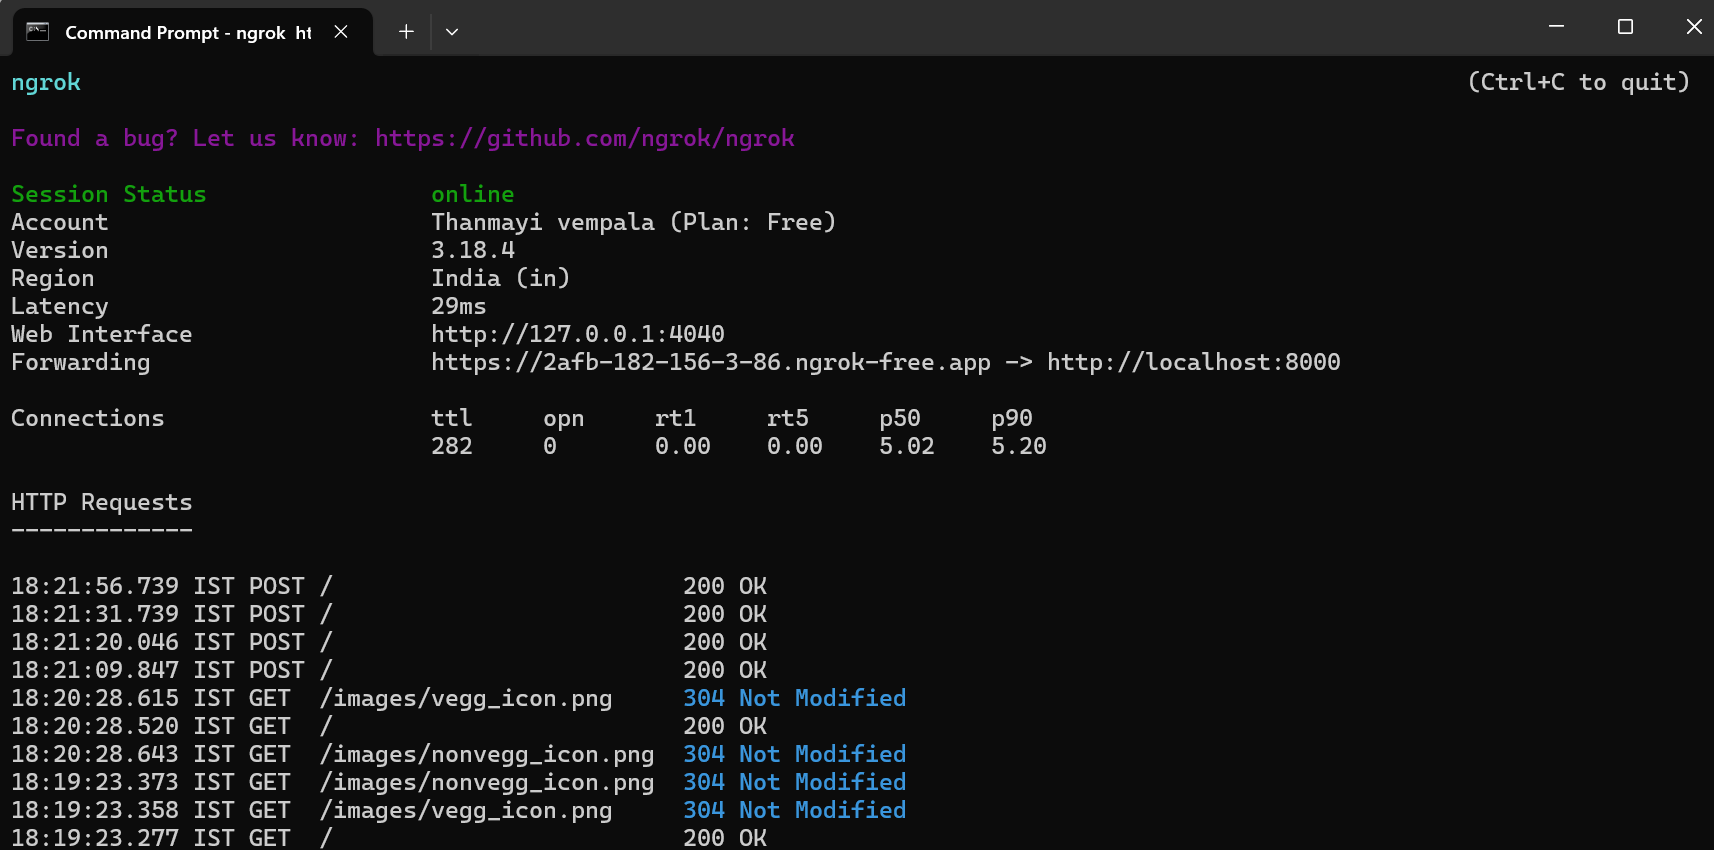 Command Prompt - ngrok  ht
ngrok (Ctrl+C to quit)
Found a bug? Let us know: https://github.com/ngrok/ngrok
Session Status online
Account Thanmayi vempala (Plan: Free)
Version 3.18.4
Region India (in)
Latency 29ms
Web Interface http://127.0.0.1:4040
Forwarding https://2afb-182-156-3-86.ngrok-free.app -> http://localhost:8000
Connections ttl opn rt1 rt5 p50 p90
282 0 0.00 0.00 5.02 5.20
HTTP Requests
-------------
18:21:56.739 IST POST / 200 OK
18:21:31.739 IST POST / 200 OK
18:21:20.046 IST POST / 200 OK
18:21:09.847 IST POST / 200 OK
18:20:28.615 IST GET /images/vegg_icon.png 304 Not Modified
18:20:28.520 IST GET / 200 OK
18:20:28.643 IST GET /images/nonvegg_icon.png 304 Not Modified
18:19:23.373 IST GET /images/nonvegg_icon.png 304 Not Modified
18:19:23.358 IST GET /images/vegg_icon.png 304 Not Modified
18:19:23.277 IST GET / 200 OK